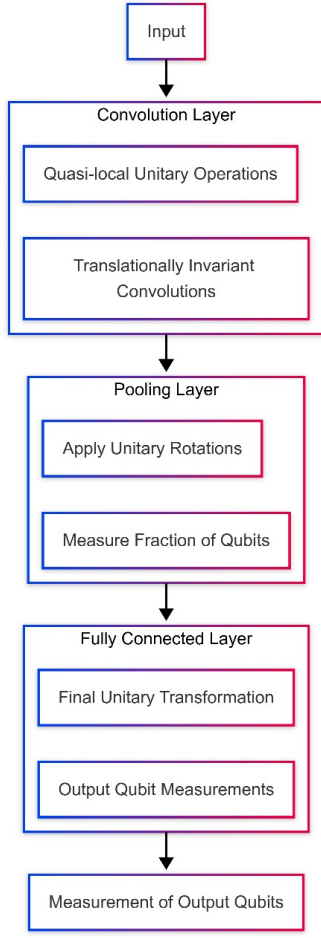 Input
Convolution Layer
Quasi-local Unitary Operations
Translationally Invariant
Convolutions
Pooling Layer
Apply Unitary Rotations
Measure Fraction of Qubits
Fully Connected Layer
Final Unitary Transformation
Output Qubit Measurements
Measurement of Output Qubits